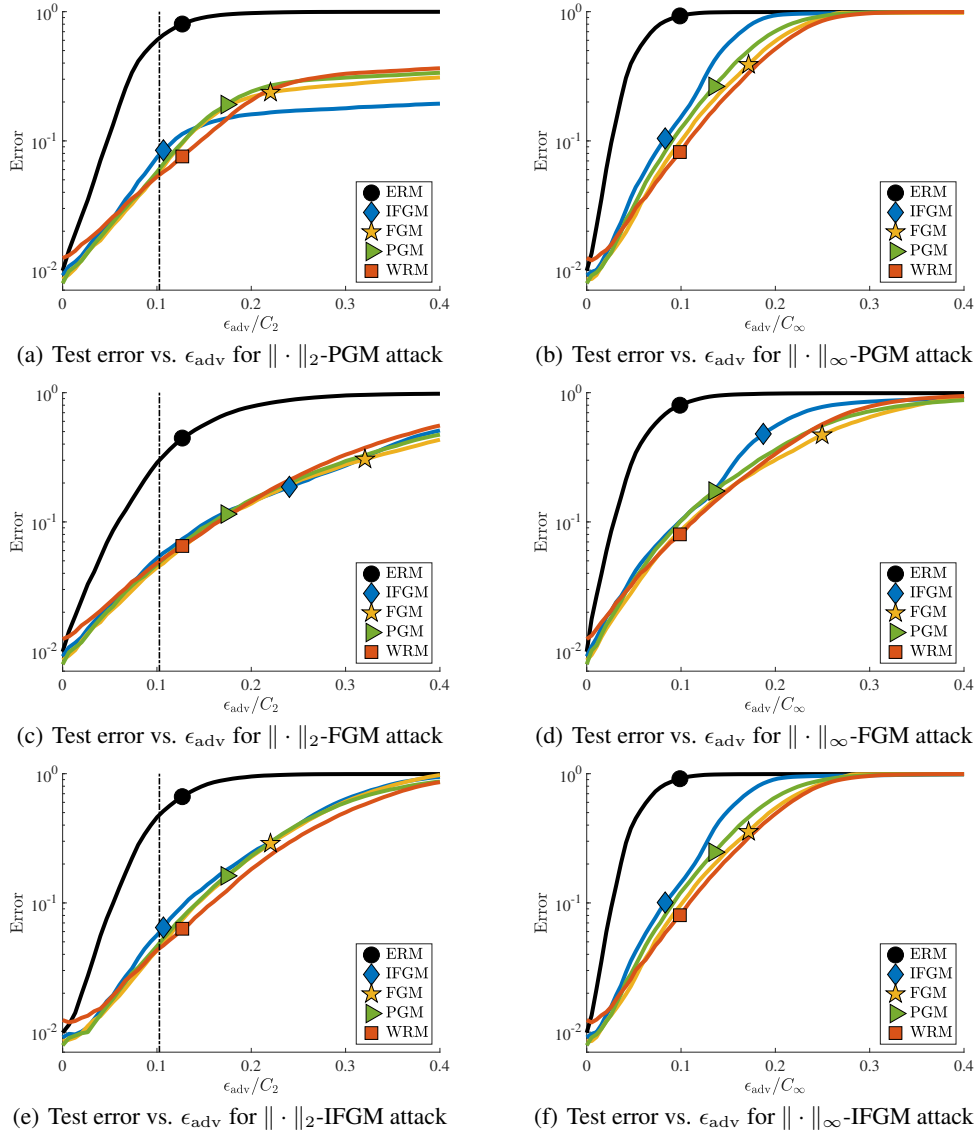 10^0
10^{-1}
10^{-2}
Error
0 0.1 0.2 0.3 0.4
ϵ_adv/C_2
ERM
IFGM
FGM
PGM
WRM
(a) Test error vs. ϵ_adv for ‖ · ‖_2-PGM attack
10^0
10^{-1}
10^{-2}
Error
0 0.1 0.2 0.3 0.4
ϵ_adv/C_∞
ERM
IFGM
FGM
PGM
WRM
(b) Test error vs. ϵ_adv for ‖ · ‖_∞-PGM attack
10^0
10^{-1}
10^{-2}
Error
0 0.1 0.2 0.3 0.4
ϵ_adv/C_2
ERM
IFGM
FGM
PGM
WRM
(c) Test error vs. ϵ_adv for ‖ · ‖_2-FGM attack
10^0
10^{-1}
10^{-2}
Error
0 0.1 0.2 0.3 0.4
ϵ_adv/C_∞
ERM
IFGM
FGM
PGM
WRM
(d) Test error vs. ϵ_adv for ‖ · ‖_∞-FGM attack
10^0
10^{-1}
10^{-2}
Error
0 0.1 0.2 0.3 0.4
ϵ_adv/C_2
ERM
IFGM
FGM
PGM
WRM
(e) Test error vs. ϵ_adv for ‖ · ‖_2-IFGM attack
10^0
10^{-1}
10^{-2}
Error
0 0.1 0.2 0.3 0.4
ϵ_adv/C_∞
ERM
IFGM
FGM
PGM
WRM
(f) Test error vs. ϵ_adv for ‖ · ‖_∞-IFGM attack